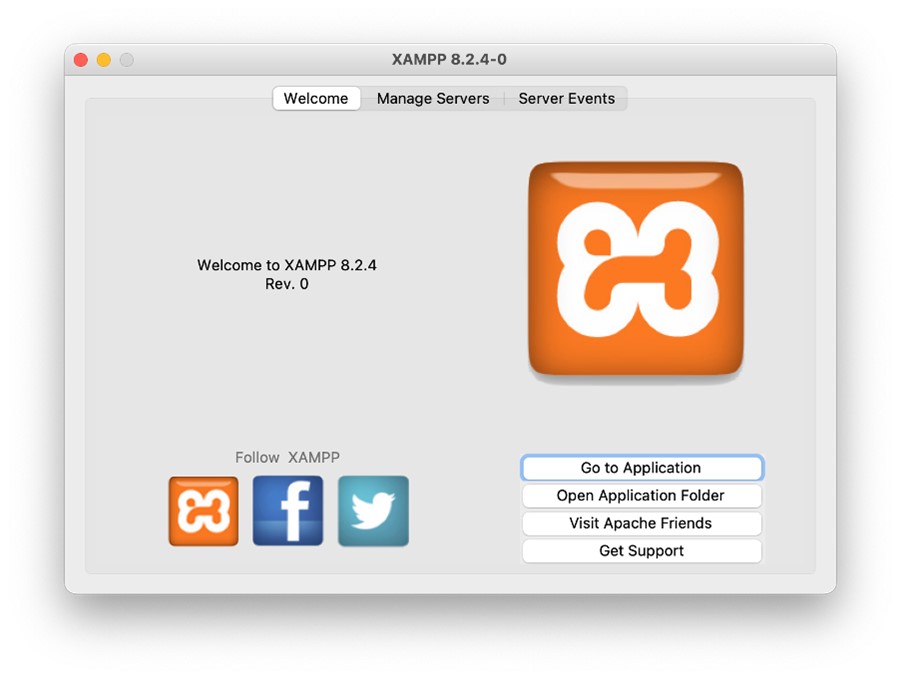 XAMPP 8.2.4-0
Welcome
Manage Servers
Server Events
Welcome to XAMPP 8.2.4
Rev. 0
Follow  XAMPP
Go to Application
Open Application Folder
Visit Apache Friends
Get Support